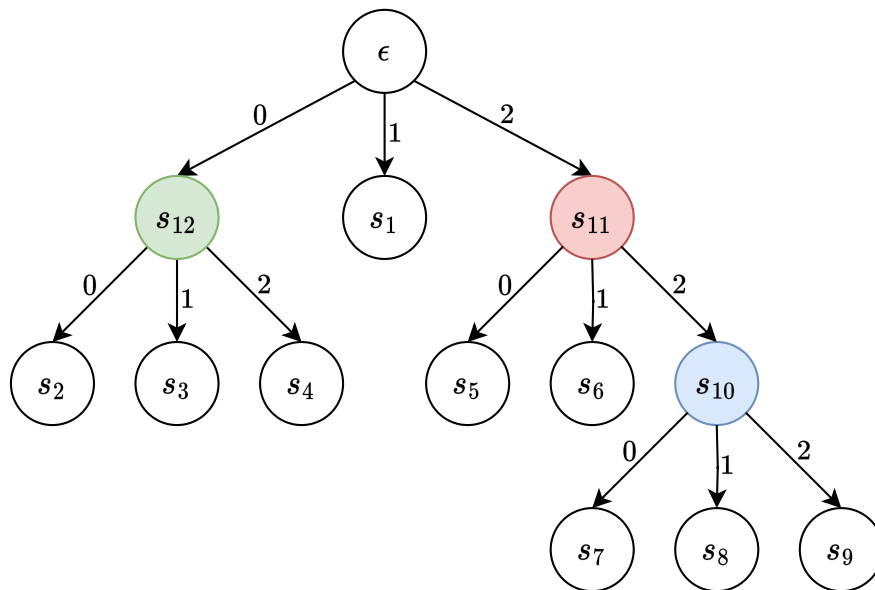 ϵ
0 1 2
s₁₂ s₁ s₁₁
0 1 2 0 1 2
s₂ s₃ s₄ s₅ s₆ s₁₀
0 1 2
s₇ s₈ s₉